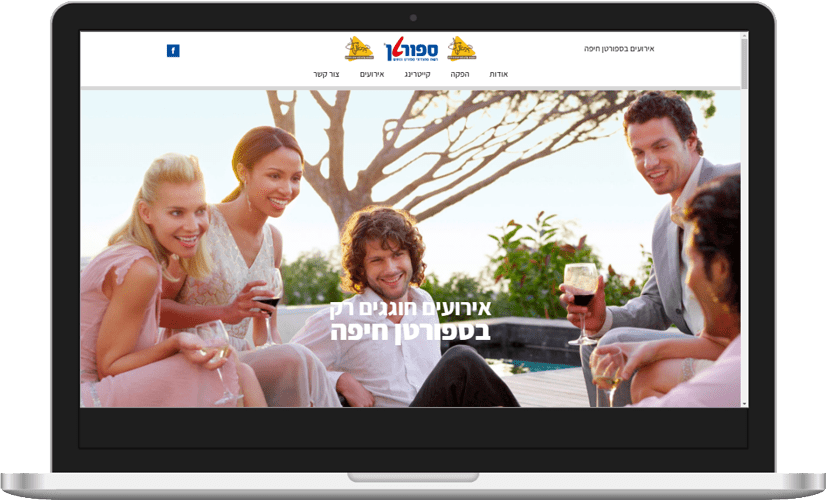 אירועים בספורטן חיפה
ספורטן
f
אודות
הפקה
קייטרינג
אירועים
צור קשר
אירועים חוגגים רק
בספורטן חיפה